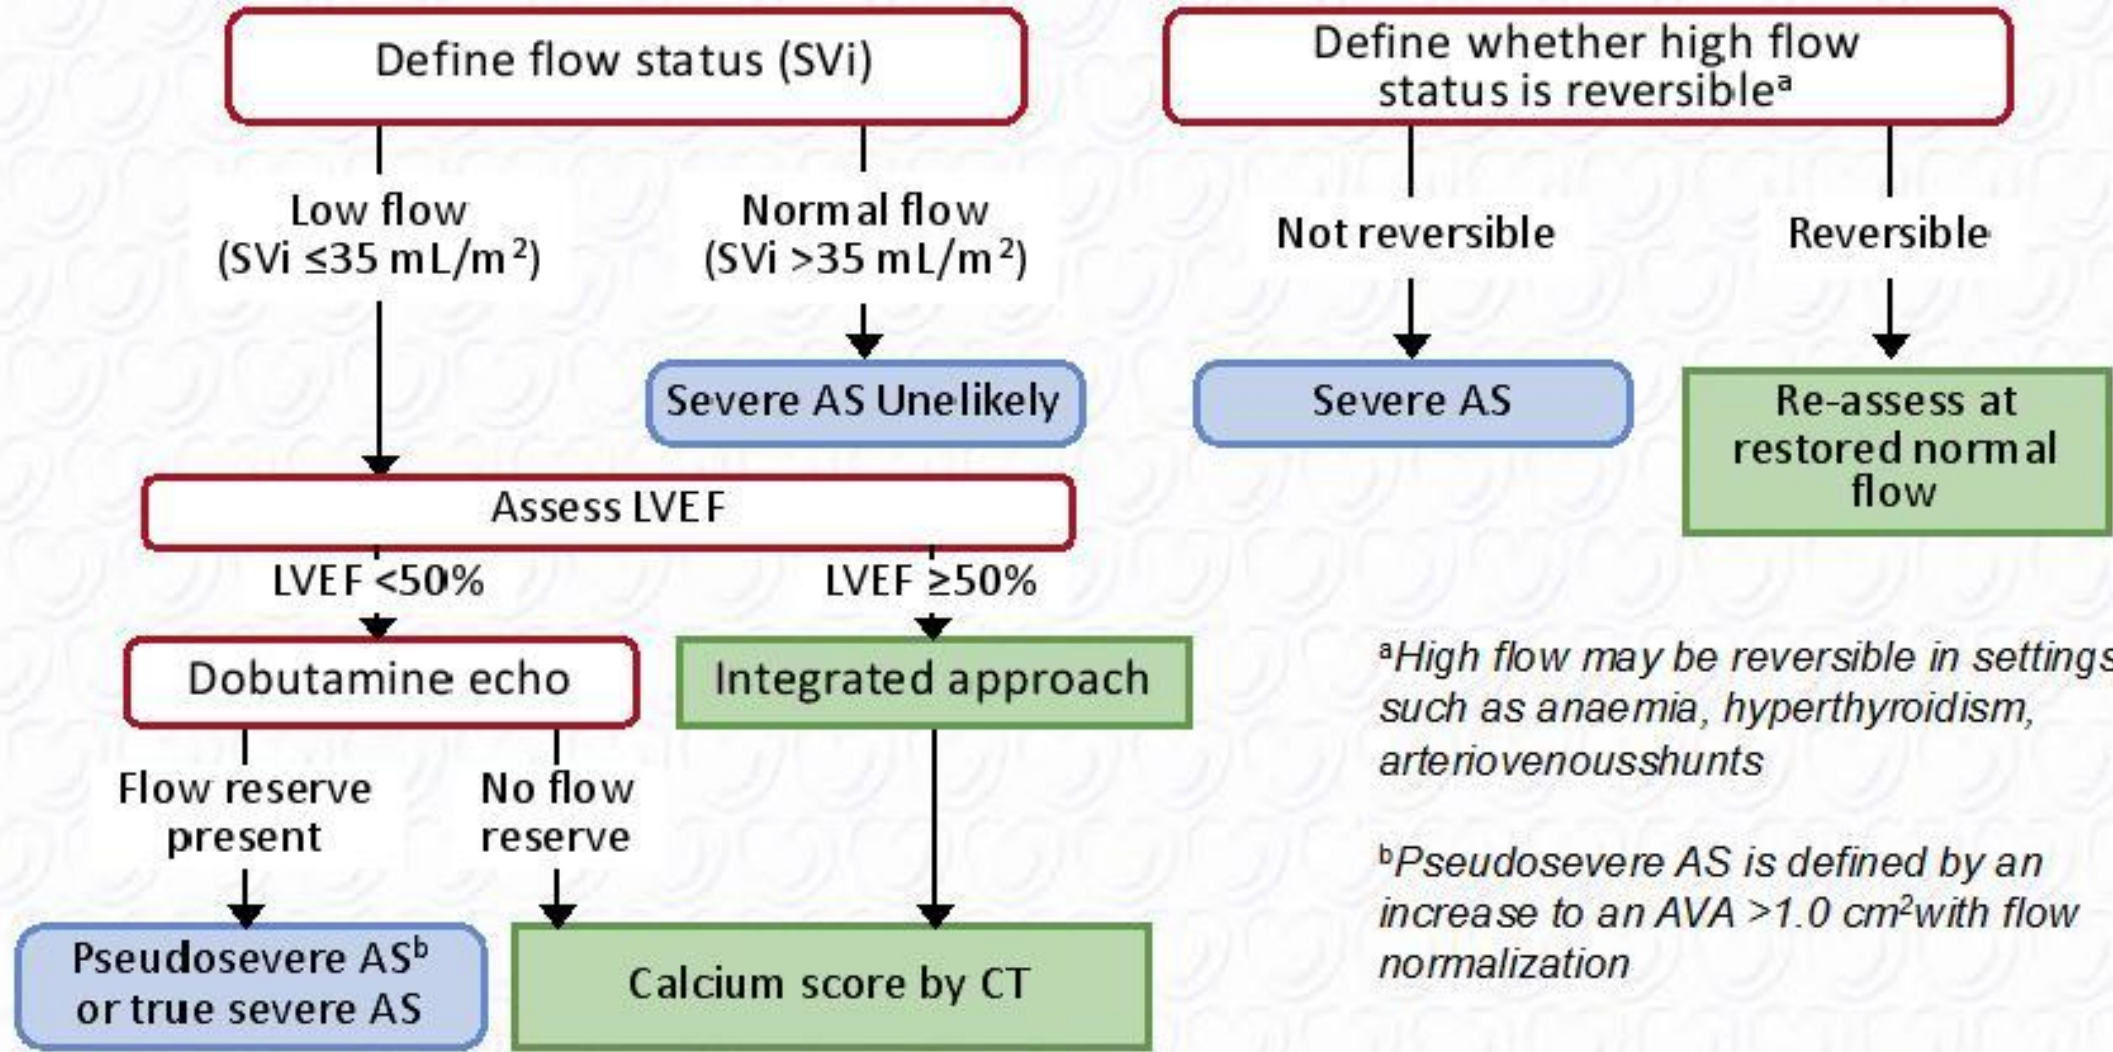 Define flow status (SVi)
Define whether high flow
status is reversibleᵃ
Low flow
(SVi ≤35 mL/m²)
Normal flow
(SVi >35 mL/m²)
Not reversible
Reversible
Severe AS Unelikely
Severe AS
Re-assess at
restored normal
flow
Assess LVEF
LVEF <50%
LVEF ≥50%
Dobutamine echo
Integrated approach
Flow reserve
present
No flow
reserve
Pseudosevere ASᵇ
or true severe AS
Calcium score by CT
ᵃHigh flow may be reversible in settings
such as anaemia, hyperthyroidism,
arteriovenousshunts
ᵇPseudosevere AS is defined by an
increase to an AVA >1.0 cm²with flow
normalization